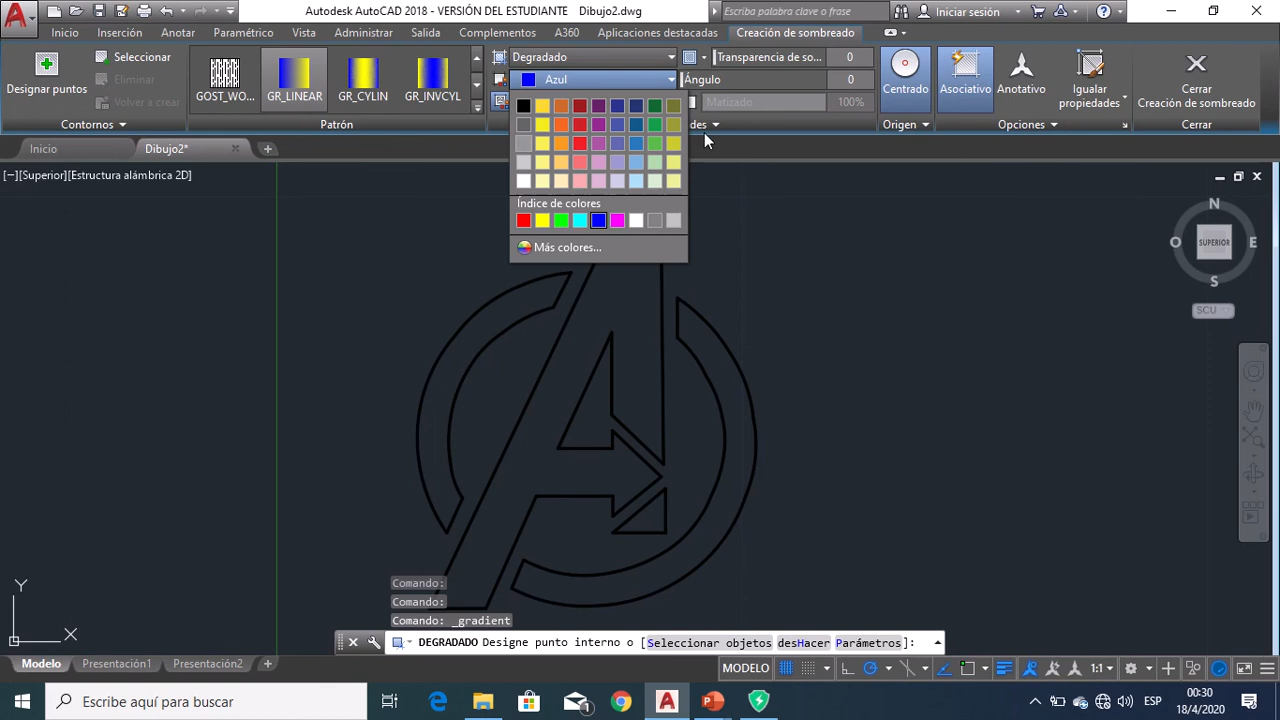 Autodesk AutoCAD 2018 - VERSIÓN DEL ESTUDIANTE Dibujo2.dwg
Escriba palabra clave o frase
Iniciar sesión
Inicio Inserción Anotar Paramétrico Vista Administrar Salida Complementos A360 Aplicaciones destacadas Creación de sombreado
Designar puntos
Seleccionar
Eliminar
Volver a crear
Contornos
GOST_WO... GR_LINEAR GR_CYLIN GR_INVCYL
Patrón
Degradado
Azul
Transparencia de so... 0
Ángulo 0
Matizado 100%
des
Centrado
Origen
Asociativo Anotativo
Igualar
propiedades
Opciones
Cerrar
Creación de sombreado
Cerrar
Índice de colores
Más colores...
Inicio Dibujo2*
[−][Superior][Estructura alámbrica 2D]
N
O SUPERIOR E
S
SCU
Y
X
Comando:
Comando:
Comando: _gradient
DEGRADADO Designe punto interno o [Seleccionar objetos desHacer Parámetros]:
Modelo Presentación1 Presentación2
MODELO
1:1
Escribe aquí para buscar
1
ESP
00:30
18/4/2020